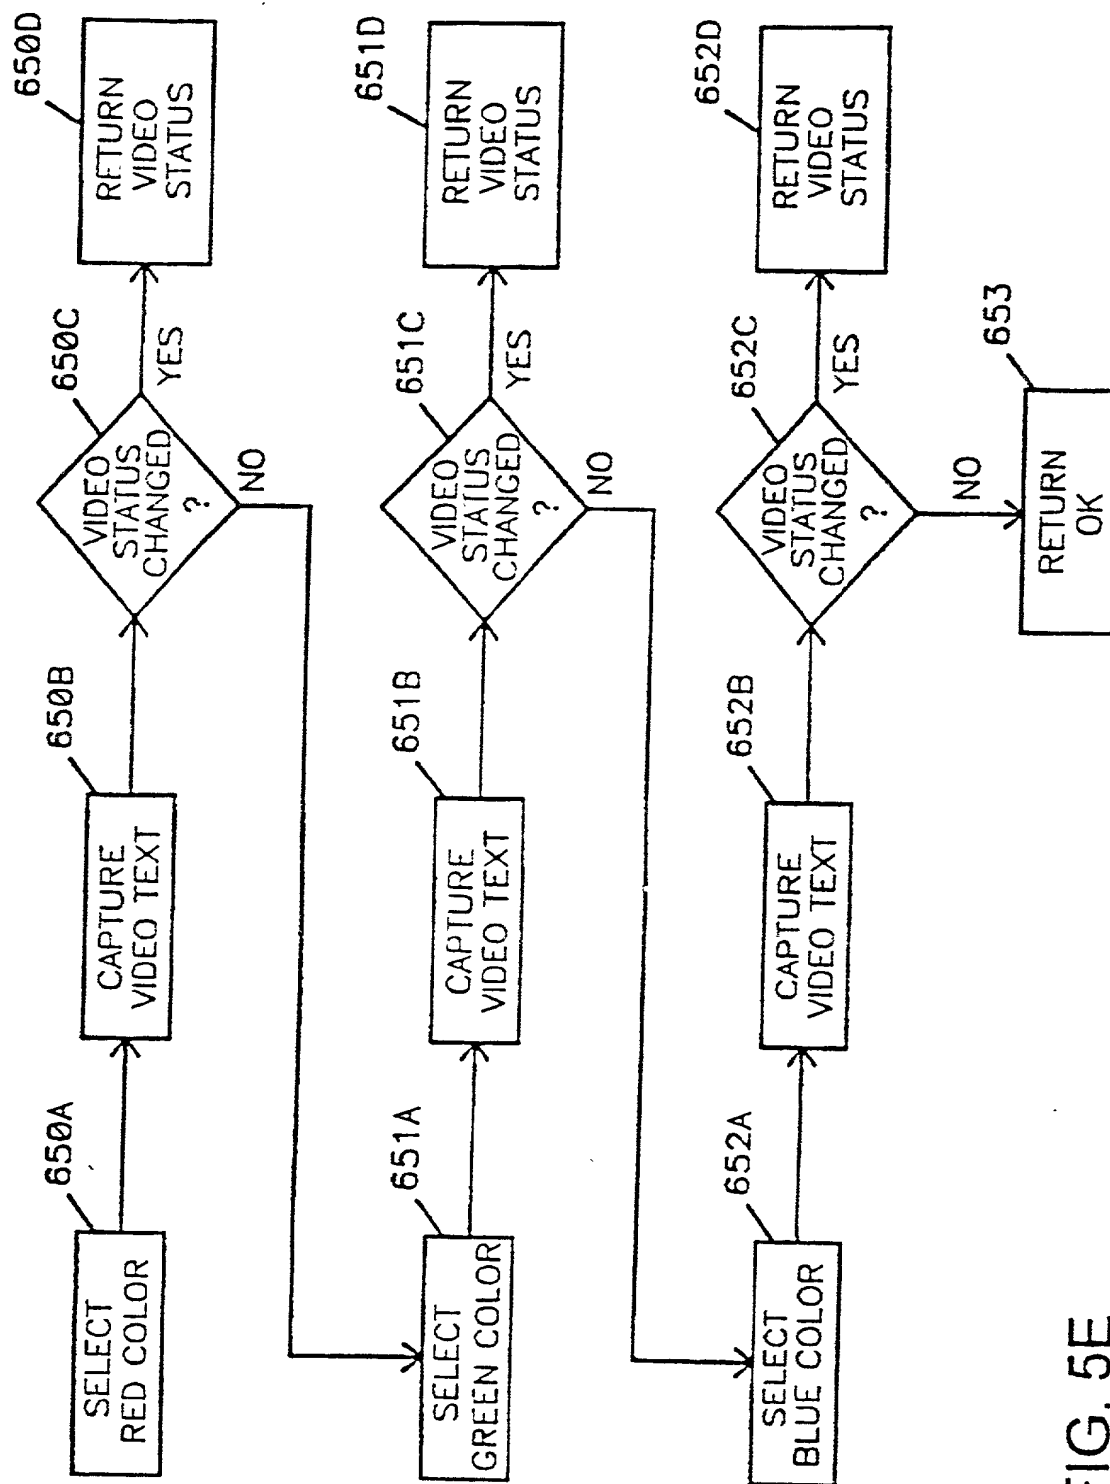 650A
SELECT
RED COLOR
650B
CAPTURE
VIDEO TEXT
650C
VIDEO
STATUS
CHANGED
?
YES
NO
650D
RETURN
VIDEO
STATUS
651A
SELECT
GREEN COLOR
651B
CAPTURE
VIDEO TEXT
651C
VIDEO
STATUS
CHANGED
?
YES
NO
651D
RETURN
VIDEO
STATUS
652A
SELECT
BLUE COLOR
652B
CAPTURE
VIDEO TEXT
652C
VIDEO
STATUS
CHANGED
?
YES
NO
652D
RETURN
VIDEO
STATUS
653
RETURN
OK
FIG. 5E